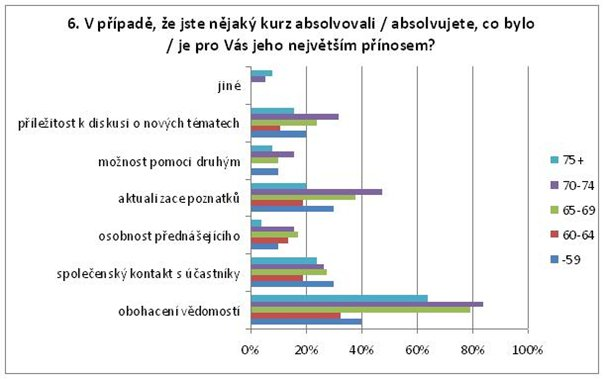 6. V případě, že jste nějaký kurz absolvovali / absolvujete, co bylo
/ je pro Vás jeho největším přínosem?
jiné
příležitost k diskusi o nových tématech
možnost pomoci druhým
aktualizace poznatků
osobnost přednášejícího
společenský kontakt s účastníky
obohacení vědomostí
75+
70-74
65-69
60-64
-59
0% 20% 40% 60% 80% 100%